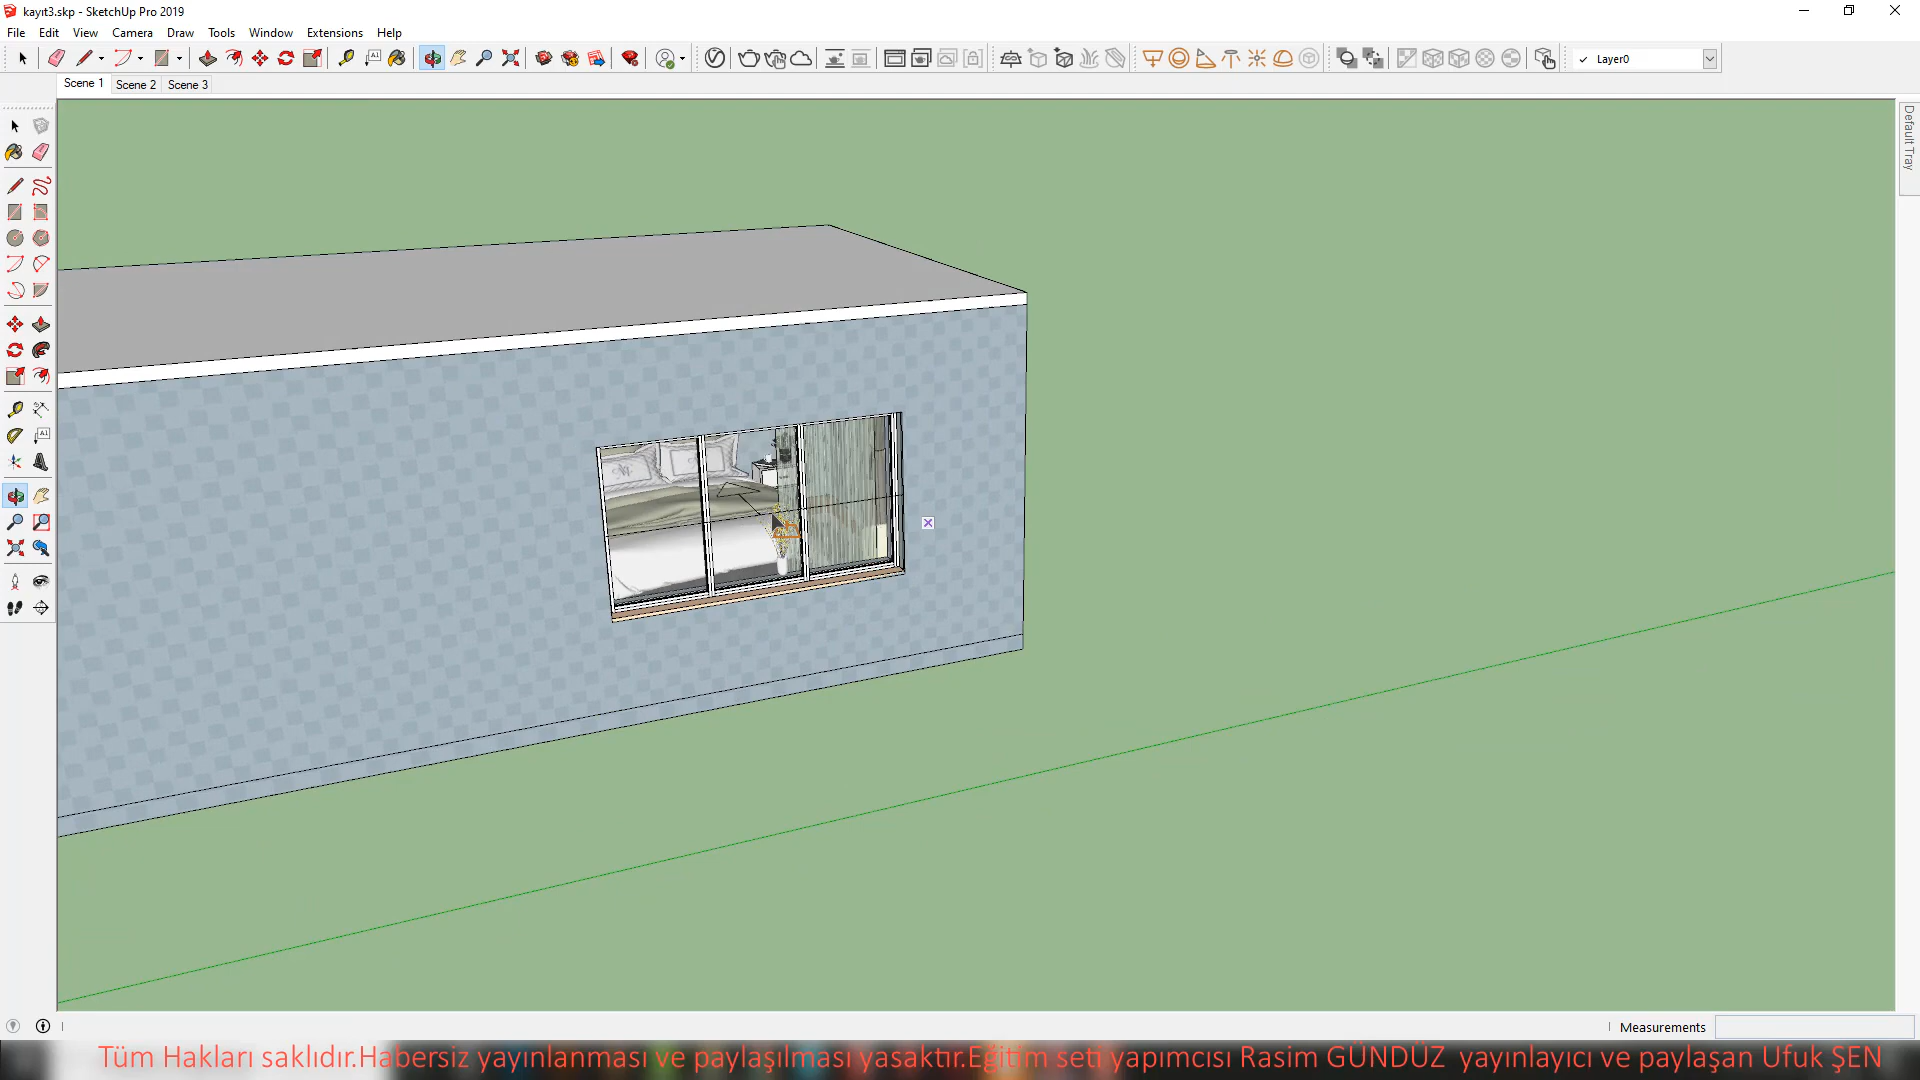 kayıt3.skp - SketchUp Pro 2019
File Edit View Camera Draw Tools Window Extensions Help
Layer0
Scene 1 Scene 2 Scene 3
Default Tray
Measurements
Tüm Hakları saklıdır.Habersiz yayınlanması ve paylaşılması yasaktır.Eğitim seti yapımcısı Rasim GÜNDÜZ yayınlayıcı ve paylaşan Ufuk ŞEN